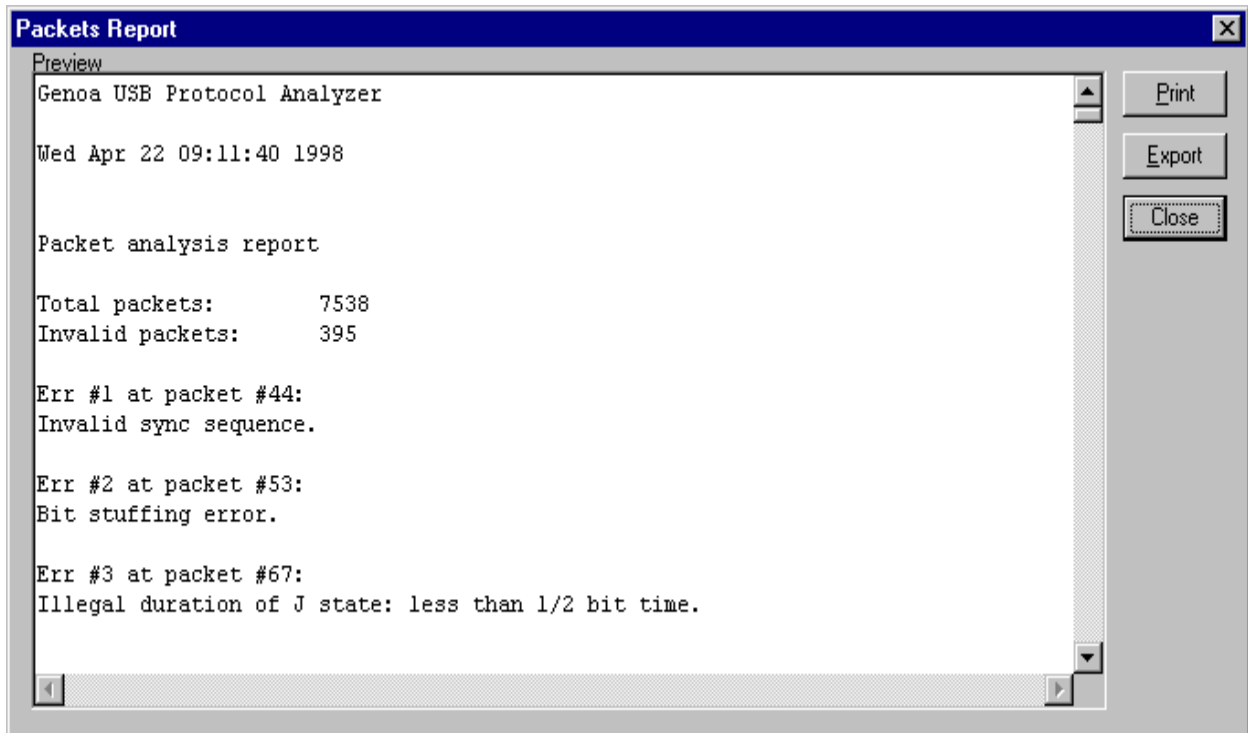 Packets Report
Preview
Genoa USB Protocol Analyzer
Wed Apr 22 09:11:40 1998
Packet analysis report
Total packets: 7538
Invalid packets: 395
Err #1 at packet #44:
Invalid sync sequence.
Err #2 at packet #53:
Bit stuffing error.
Err #3 at packet #67:
Illegal duration of J state: less than 1/2 bit time.
Print
Export
Close